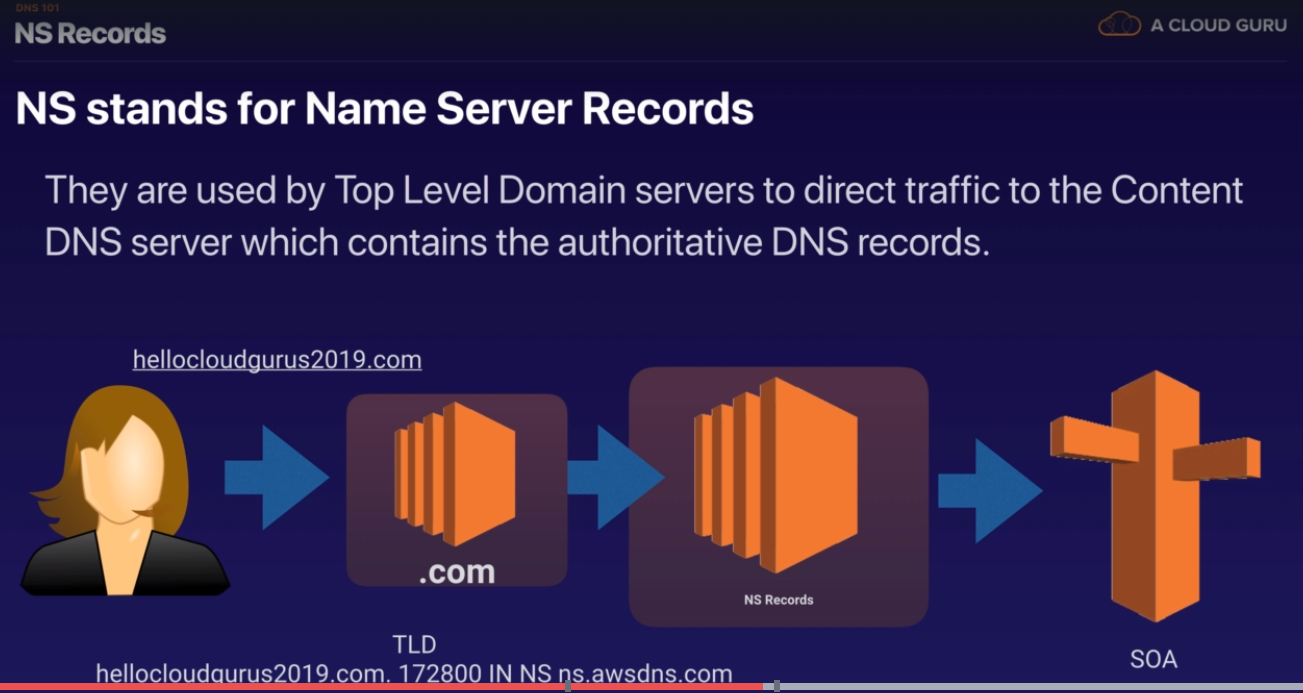 DNS 101
NS Records
A CLOUD GURU
NS stands for Name Server Records
They are used by Top Level Domain servers to direct traffic to the Content
DNS server which contains the authoritative DNS records.
hellocloudgurus2019.com
.com
NS Records
TLD
SOA
hellocloudgurus2019.com. 172800 IN NS ns.awsdns.com